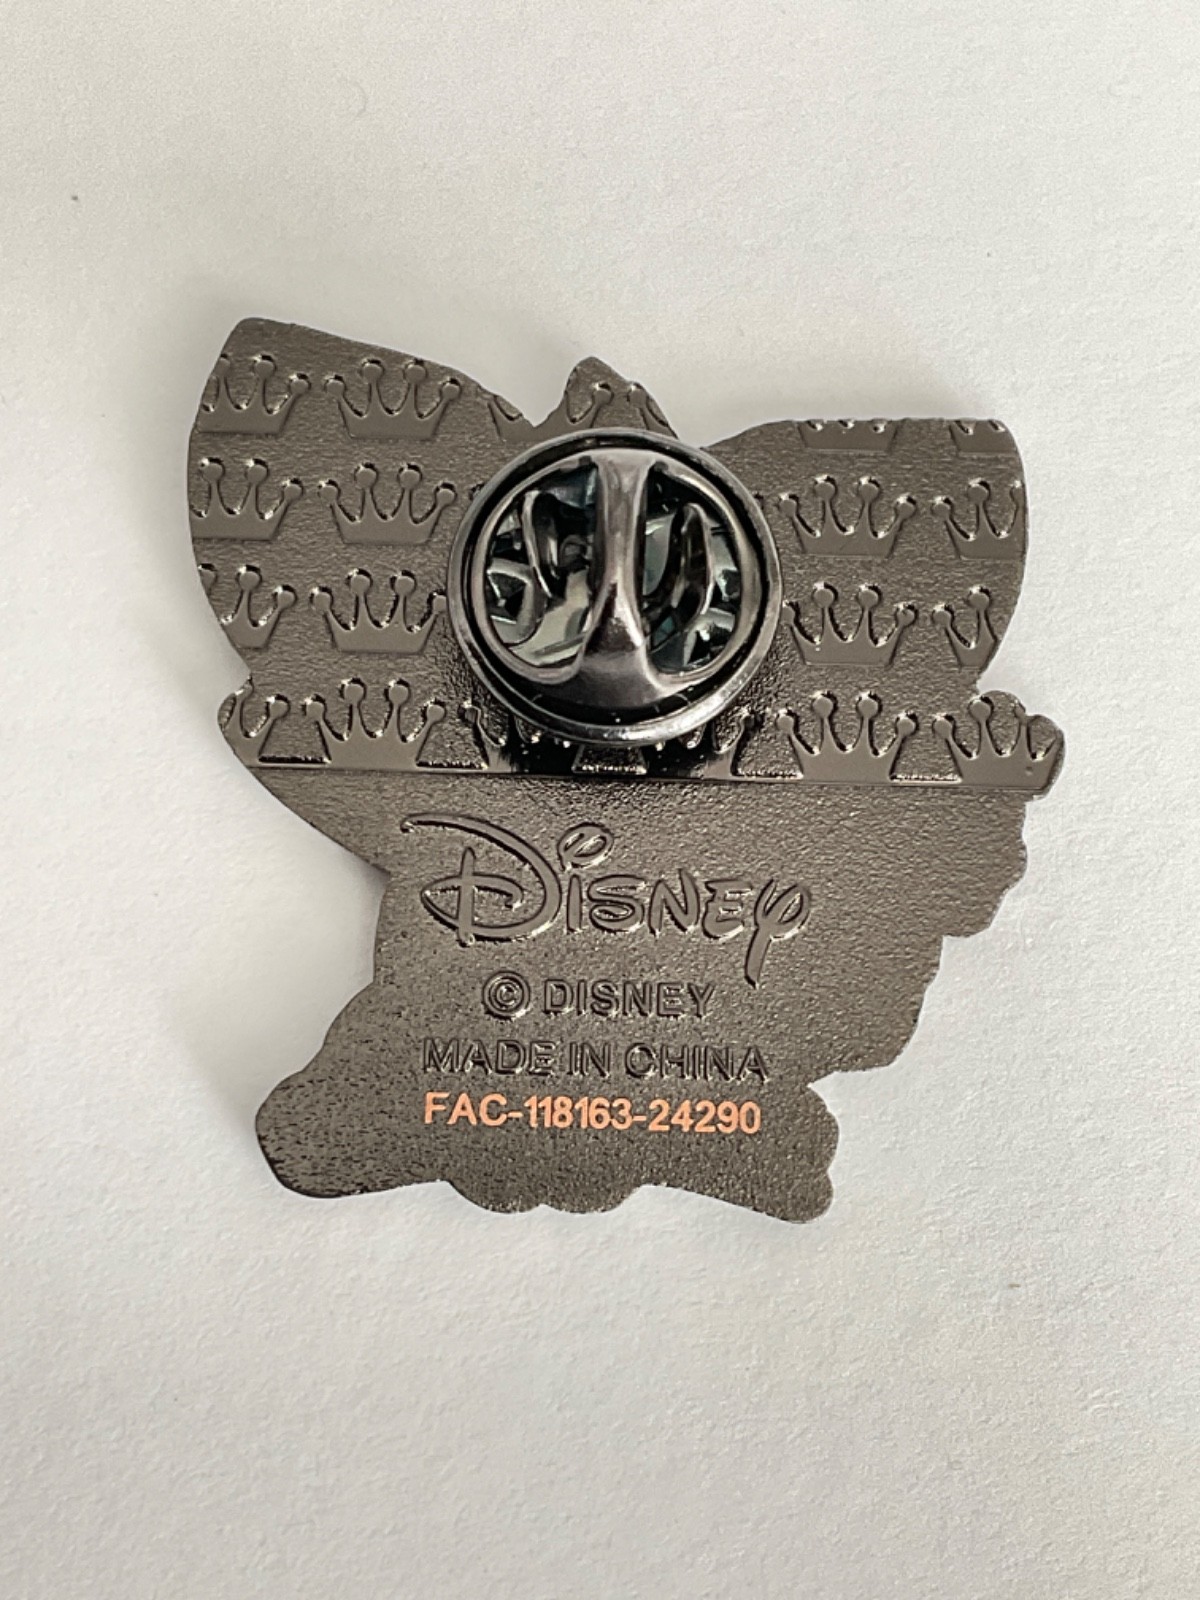 Disney
© DISNEY
MADE IN CHINA
FAC-118163-24290